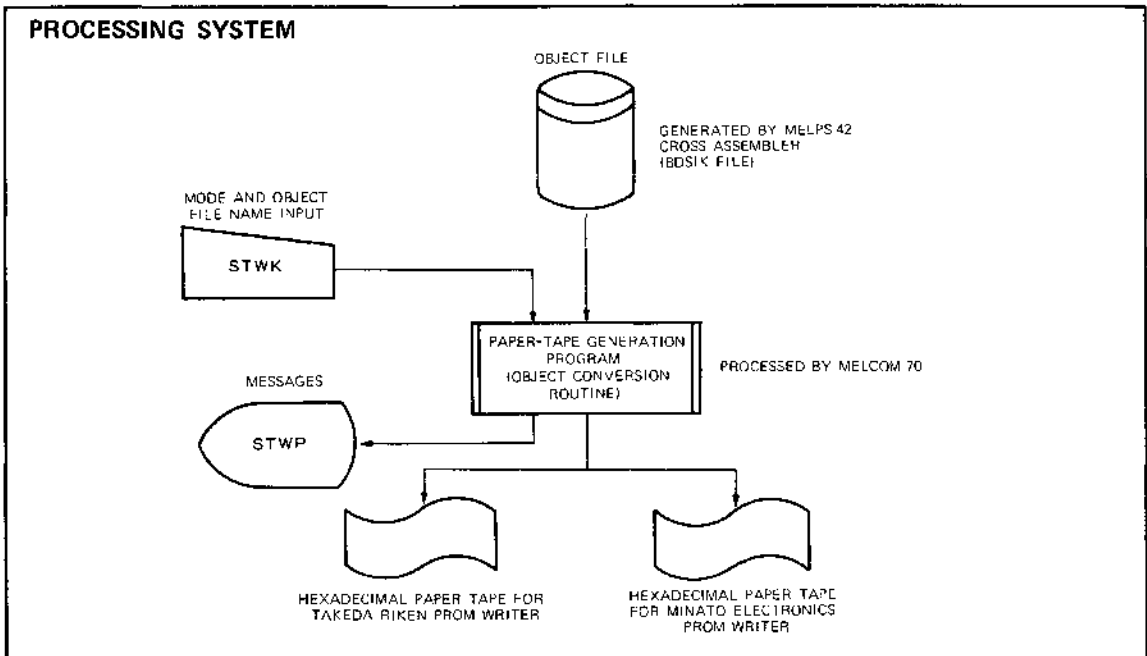 PROCESSING SYSTEM
OBJECT FILE
GENERATED BY MELPS 42
CROSS ASSEMBLER
(BDSIK FILE)
MODE AND OBJECT
FILE NAME INPUT
STWK
PAPER-TAPE GENERATION
PROGRAM
(OBJECT CONVERSION
ROUTINE)
PROCESSED BY MELCOM 70
MESSAGES
STWP
HEXADECIMAL PAPER TAPE FOR
TAKEDA RIKEN PROM WRITER
HEXADECIMAL PAPER TAPE
FOR MINATO ELECTRONICS
PROM WRITER